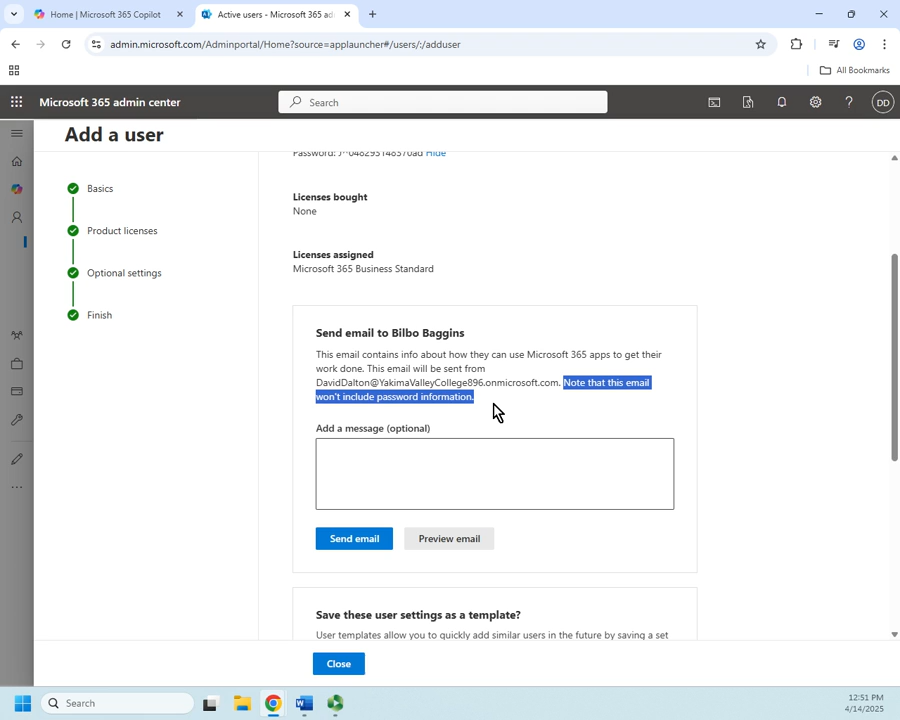 Home | Microsoft 365 Copilot
Active users - Microsoft 365 ad
admin.microsoft.com/Adminportal/Home?source=applauncher#/users/:/adduser
All Bookmarks
Microsoft 365 admin center
Search
DD
Add a user
Basics
Product licenses
Optional settings
Finish
Hide
Licenses bought
None
Licenses assigned
Microsoft 365 Business Standard
Send email to Bilbo Baggins
This email contains info about how they can use Microsoft 365 apps to get their
work done. This email will be sent from
DavidDalton@YakimaValleyCollege896.onmicrosoft.com. Note that this email
won't include password information.
Add a message (optional)
Send email
Preview email
Save these user settings as a template?
User templates allow you to quickly add similar users in the future by saving a set
Close
Search
12:51 PM
4/14/2025